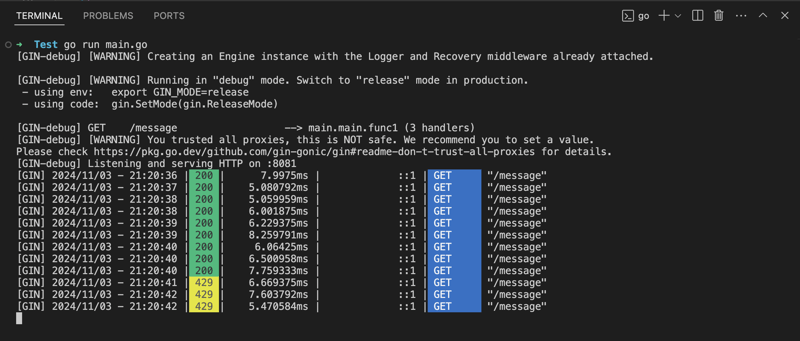 TERMINAL PROBLEMS PORTS go
→ Test go run main.go
[GIN-debug] [WARNING] Creating an Engine instance with the Logger and Recovery middleware already attached.
[GIN-debug] [WARNING] Running in "debug" mode. Switch to "release" mode in production.
- using env: export GIN_MODE=release
- using code: gin.SetMode(gin.ReleaseMode)
[GIN-debug] GET /message --> main.main.func1 (3 handlers)
[GIN-debug] [WARNING] You trusted all proxies, this is NOT safe. We recommend you to set a value.
Please check https://pkg.go.dev/github.com/gin-gonic/gin#readme-don-t-trust-all-proxies for details.
[GIN-debug] Listening and serving HTTP on :8081
[GIN] 2024/11/03 - 21:20:36 | 200 | 7.9975ms | ::1 | GET "/message"
[GIN] 2024/11/03 - 21:20:37 | 200 | 5.080792ms | ::1 | GET "/message"
[GIN] 2024/11/03 - 21:20:38 | 200 | 5.059959ms | ::1 | GET "/message"
[GIN] 2024/11/03 - 21:20:38 | 200 | 6.001875ms | ::1 | GET "/message"
[GIN] 2024/11/03 - 21:20:39 | 200 | 6.229375ms | ::1 | GET "/message"
[GIN] 2024/11/03 - 21:20:39 | 200 | 8.259791ms | ::1 | GET "/message"
[GIN] 2024/11/03 - 21:20:40 | 200 | 6.06425ms | ::1 | GET "/message"
[GIN] 2024/11/03 - 21:20:40 | 200 | 6.500958ms | ::1 | GET "/message"
[GIN] 2024/11/03 - 21:20:40 | 200 | 7.759333ms | ::1 | GET "/message"
[GIN] 2024/11/03 - 21:20:41 | 429 | 6.669375ms | ::1 | GET "/message"
[GIN] 2024/11/03 - 21:20:42 | 429 | 7.603792ms | ::1 | GET "/message"
[GIN] 2024/11/03 - 21:20:42 | 429 | 5.470584ms | ::1 | GET "/message"